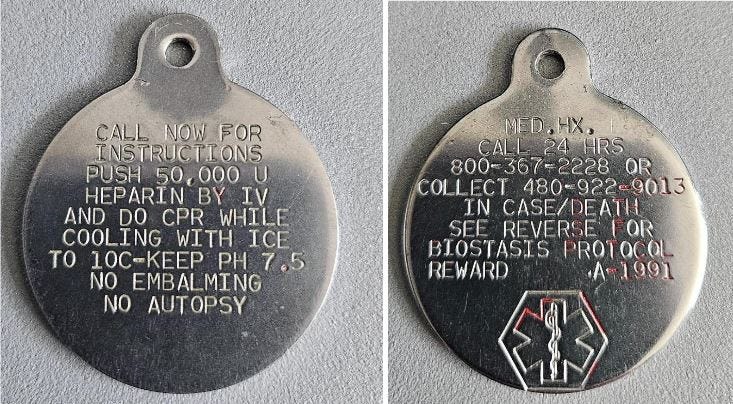 CALL NOW FOR
INSTRUCTIONS
PUSH 50,000 U
HEPARIN BY IV
AND DO CPR WHILE
COOLING WITH ICE
TO 10C-KEEP PH 7.5
NO EMBALMING
NO AUTOPSY
MED.HX.
CALL 24 HRS
800-367-2228 OR
COLLECT 480-922-9013
IN CASE/DEATH
SEE REVERSE FOR
BIOSTASIS PROTOCOL
REWARD A-1991